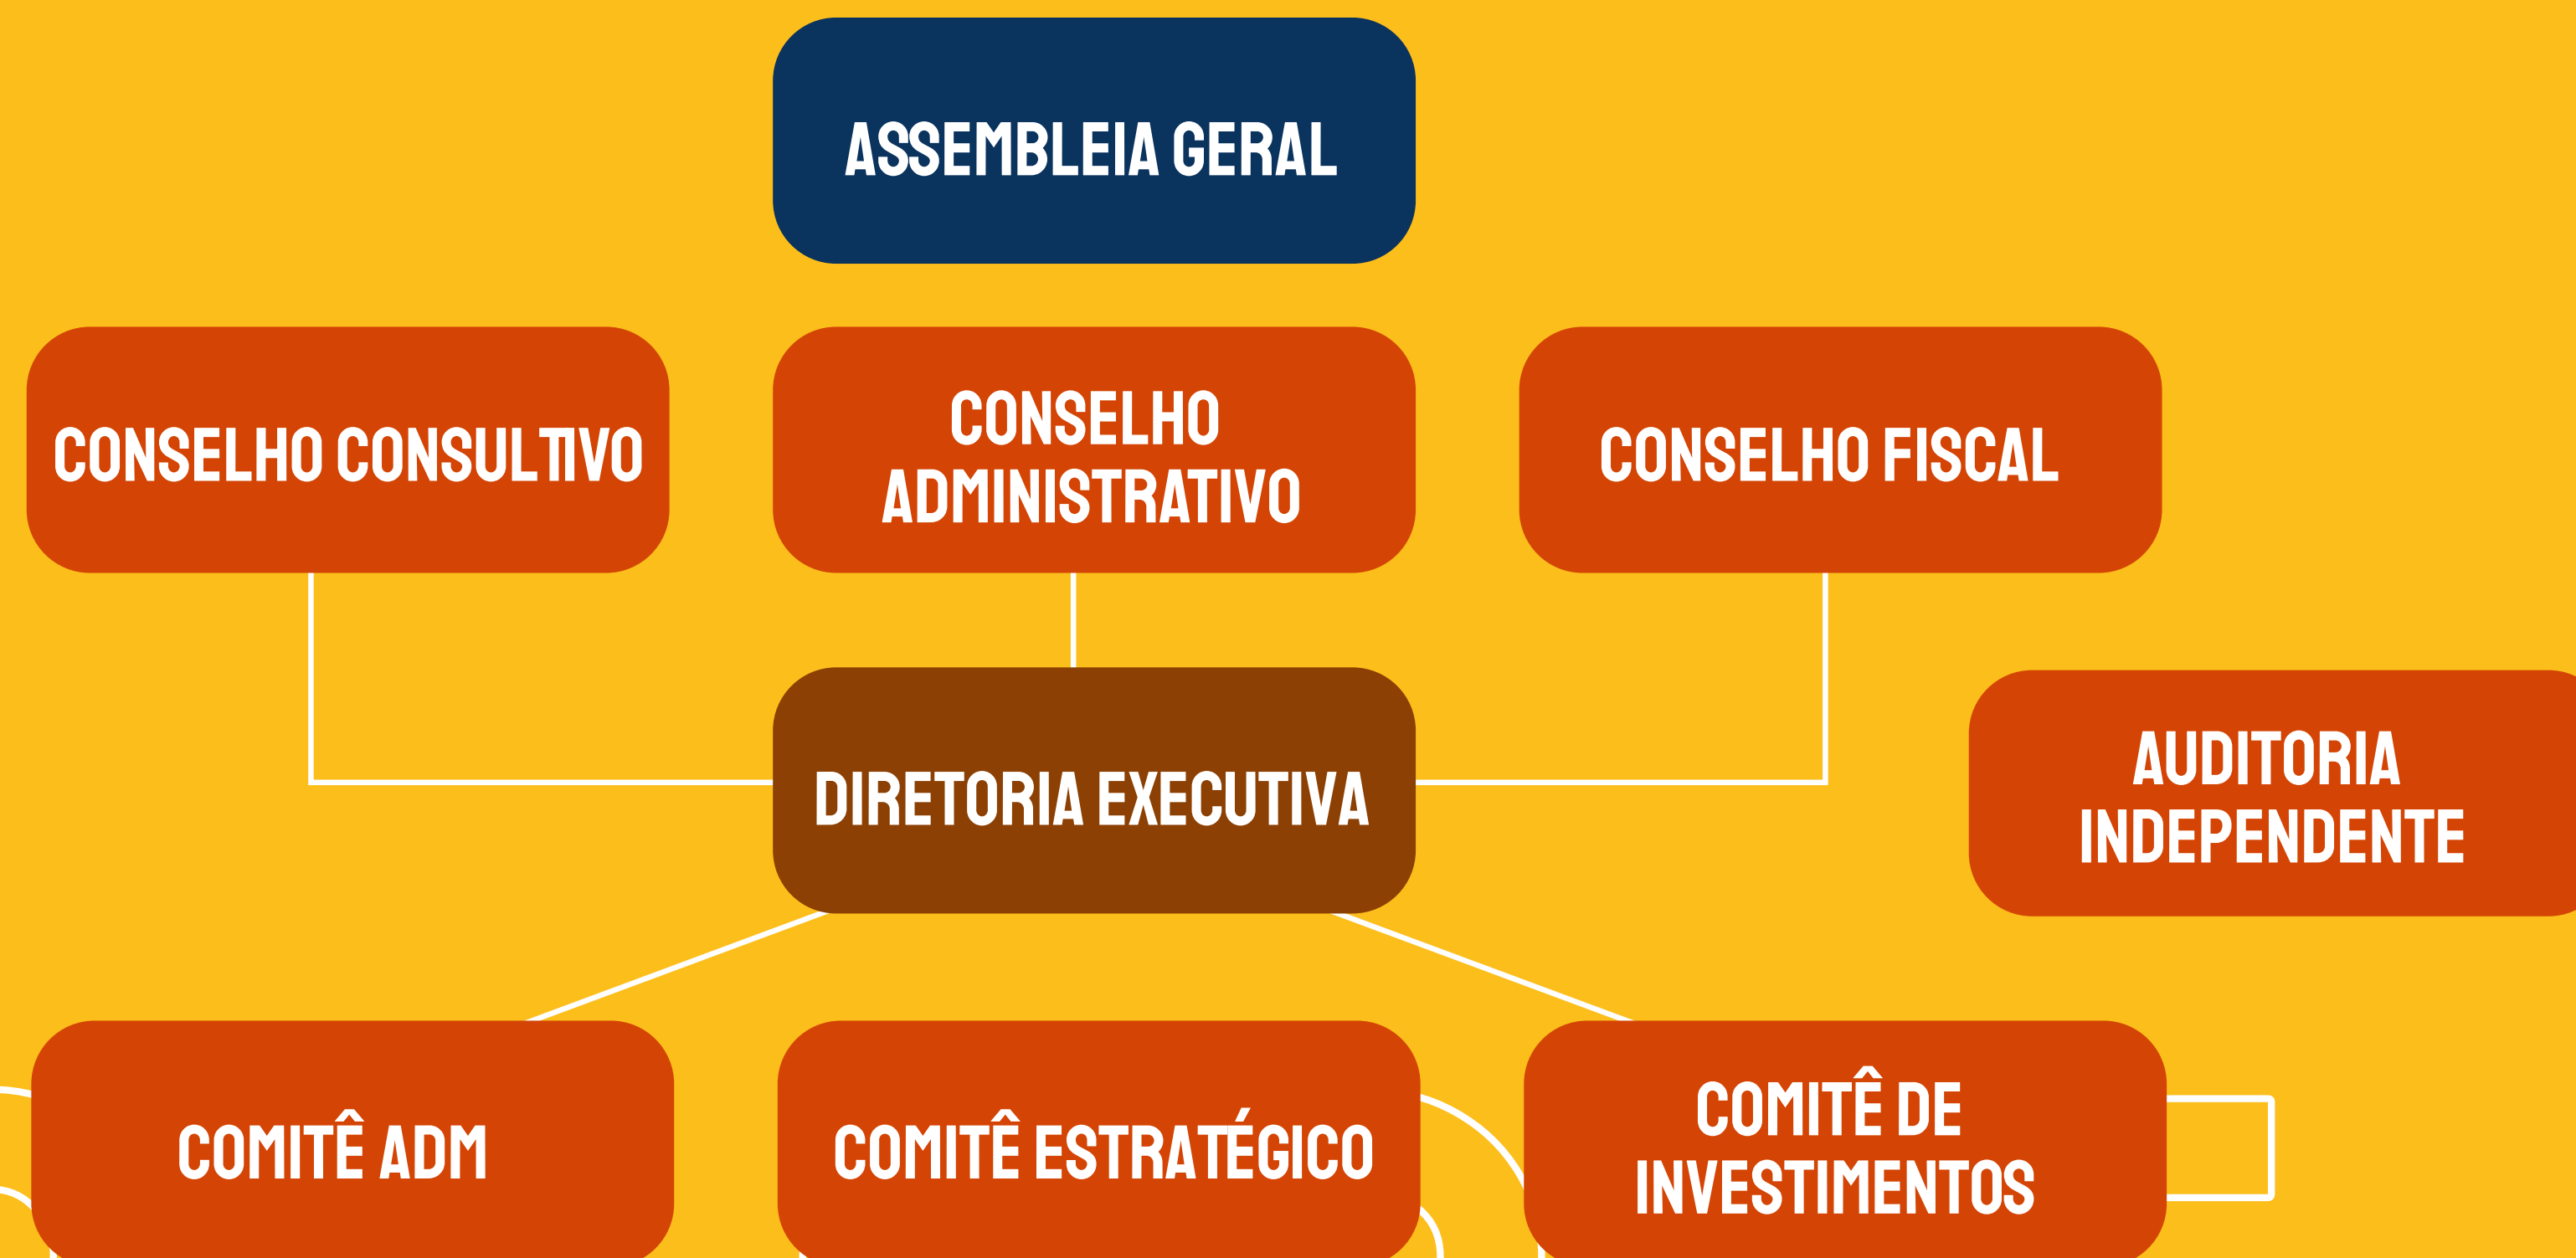 ASSEMBLEIA GERAL
CONSELHO CONSULTIVO
CONSELHO
ADMINISTRATIVO
CONSELHO FISCAL
DIRETORIA EXECUTIVA
AUDITORIA
INDEPENDENTE
COMITÊ ADM
COMITÊ ESTRATÉGICO
COMITÊ DE
INVESTIMENTOS